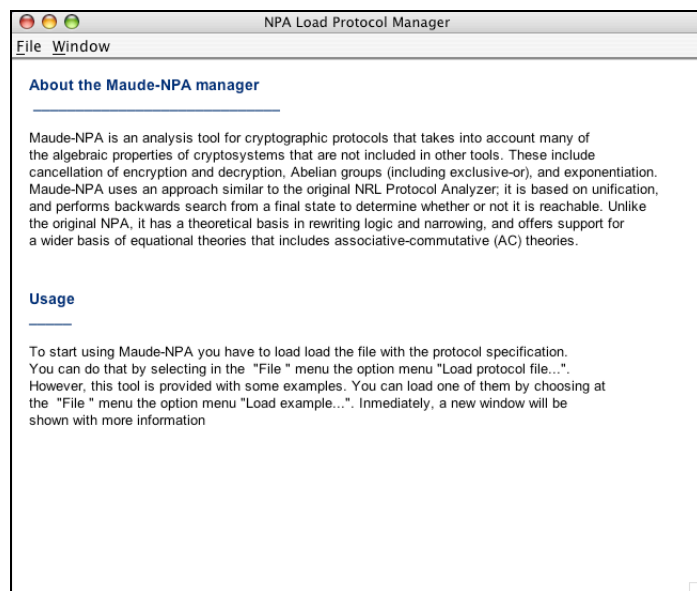 NPA Load Protocol Manager
File Window
About the Maude-NPA manager
Maude-NPA is an analysis tool for cryptographic protocols that takes into account many of
the algebraic properties of cryptosystems that are not included in other tools. These include
cancellation of encryption and decryption, Abelian groups (including exclusive-or), and exponentiation.
Maude-NPA uses an approach similar to the original NRL Protocol Analyzer; it is based on unification,
and performs backwards search from a final state to determine whether or not it is reachable. Unlike
the original NPA, it has a theoretical basis in rewriting logic and narrowing, and offers support for
a wider basis of equational theories that includes associative-commutative (AC) theories.
Usage
To start using Maude-NPA you have to load load the file with the protocol specification.
You can do that by selecting in the "File " menu the option menu "Load protocol file...".
However, this tool is provided with some examples. You can load one of them by choosing at
the "File " menu the option menu "Load example...". Inmediately, a new window will be
shown with more information